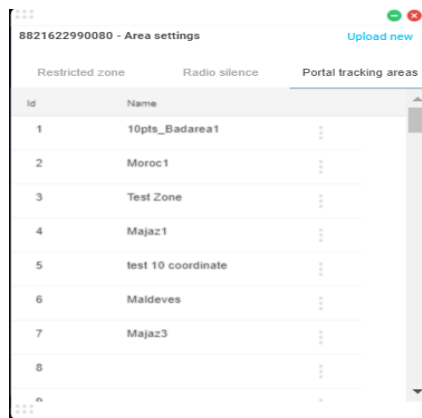 8821622990080 - Area settings
Upload new
Restricted zone Radio silence Portal tracking areas
Id Name
1 10pts_Badarea1
2 Moroc1
3 Test Zone
4 Majaz1
5 test 10 coordinate
6 Maldeves
7 Majaz3
8